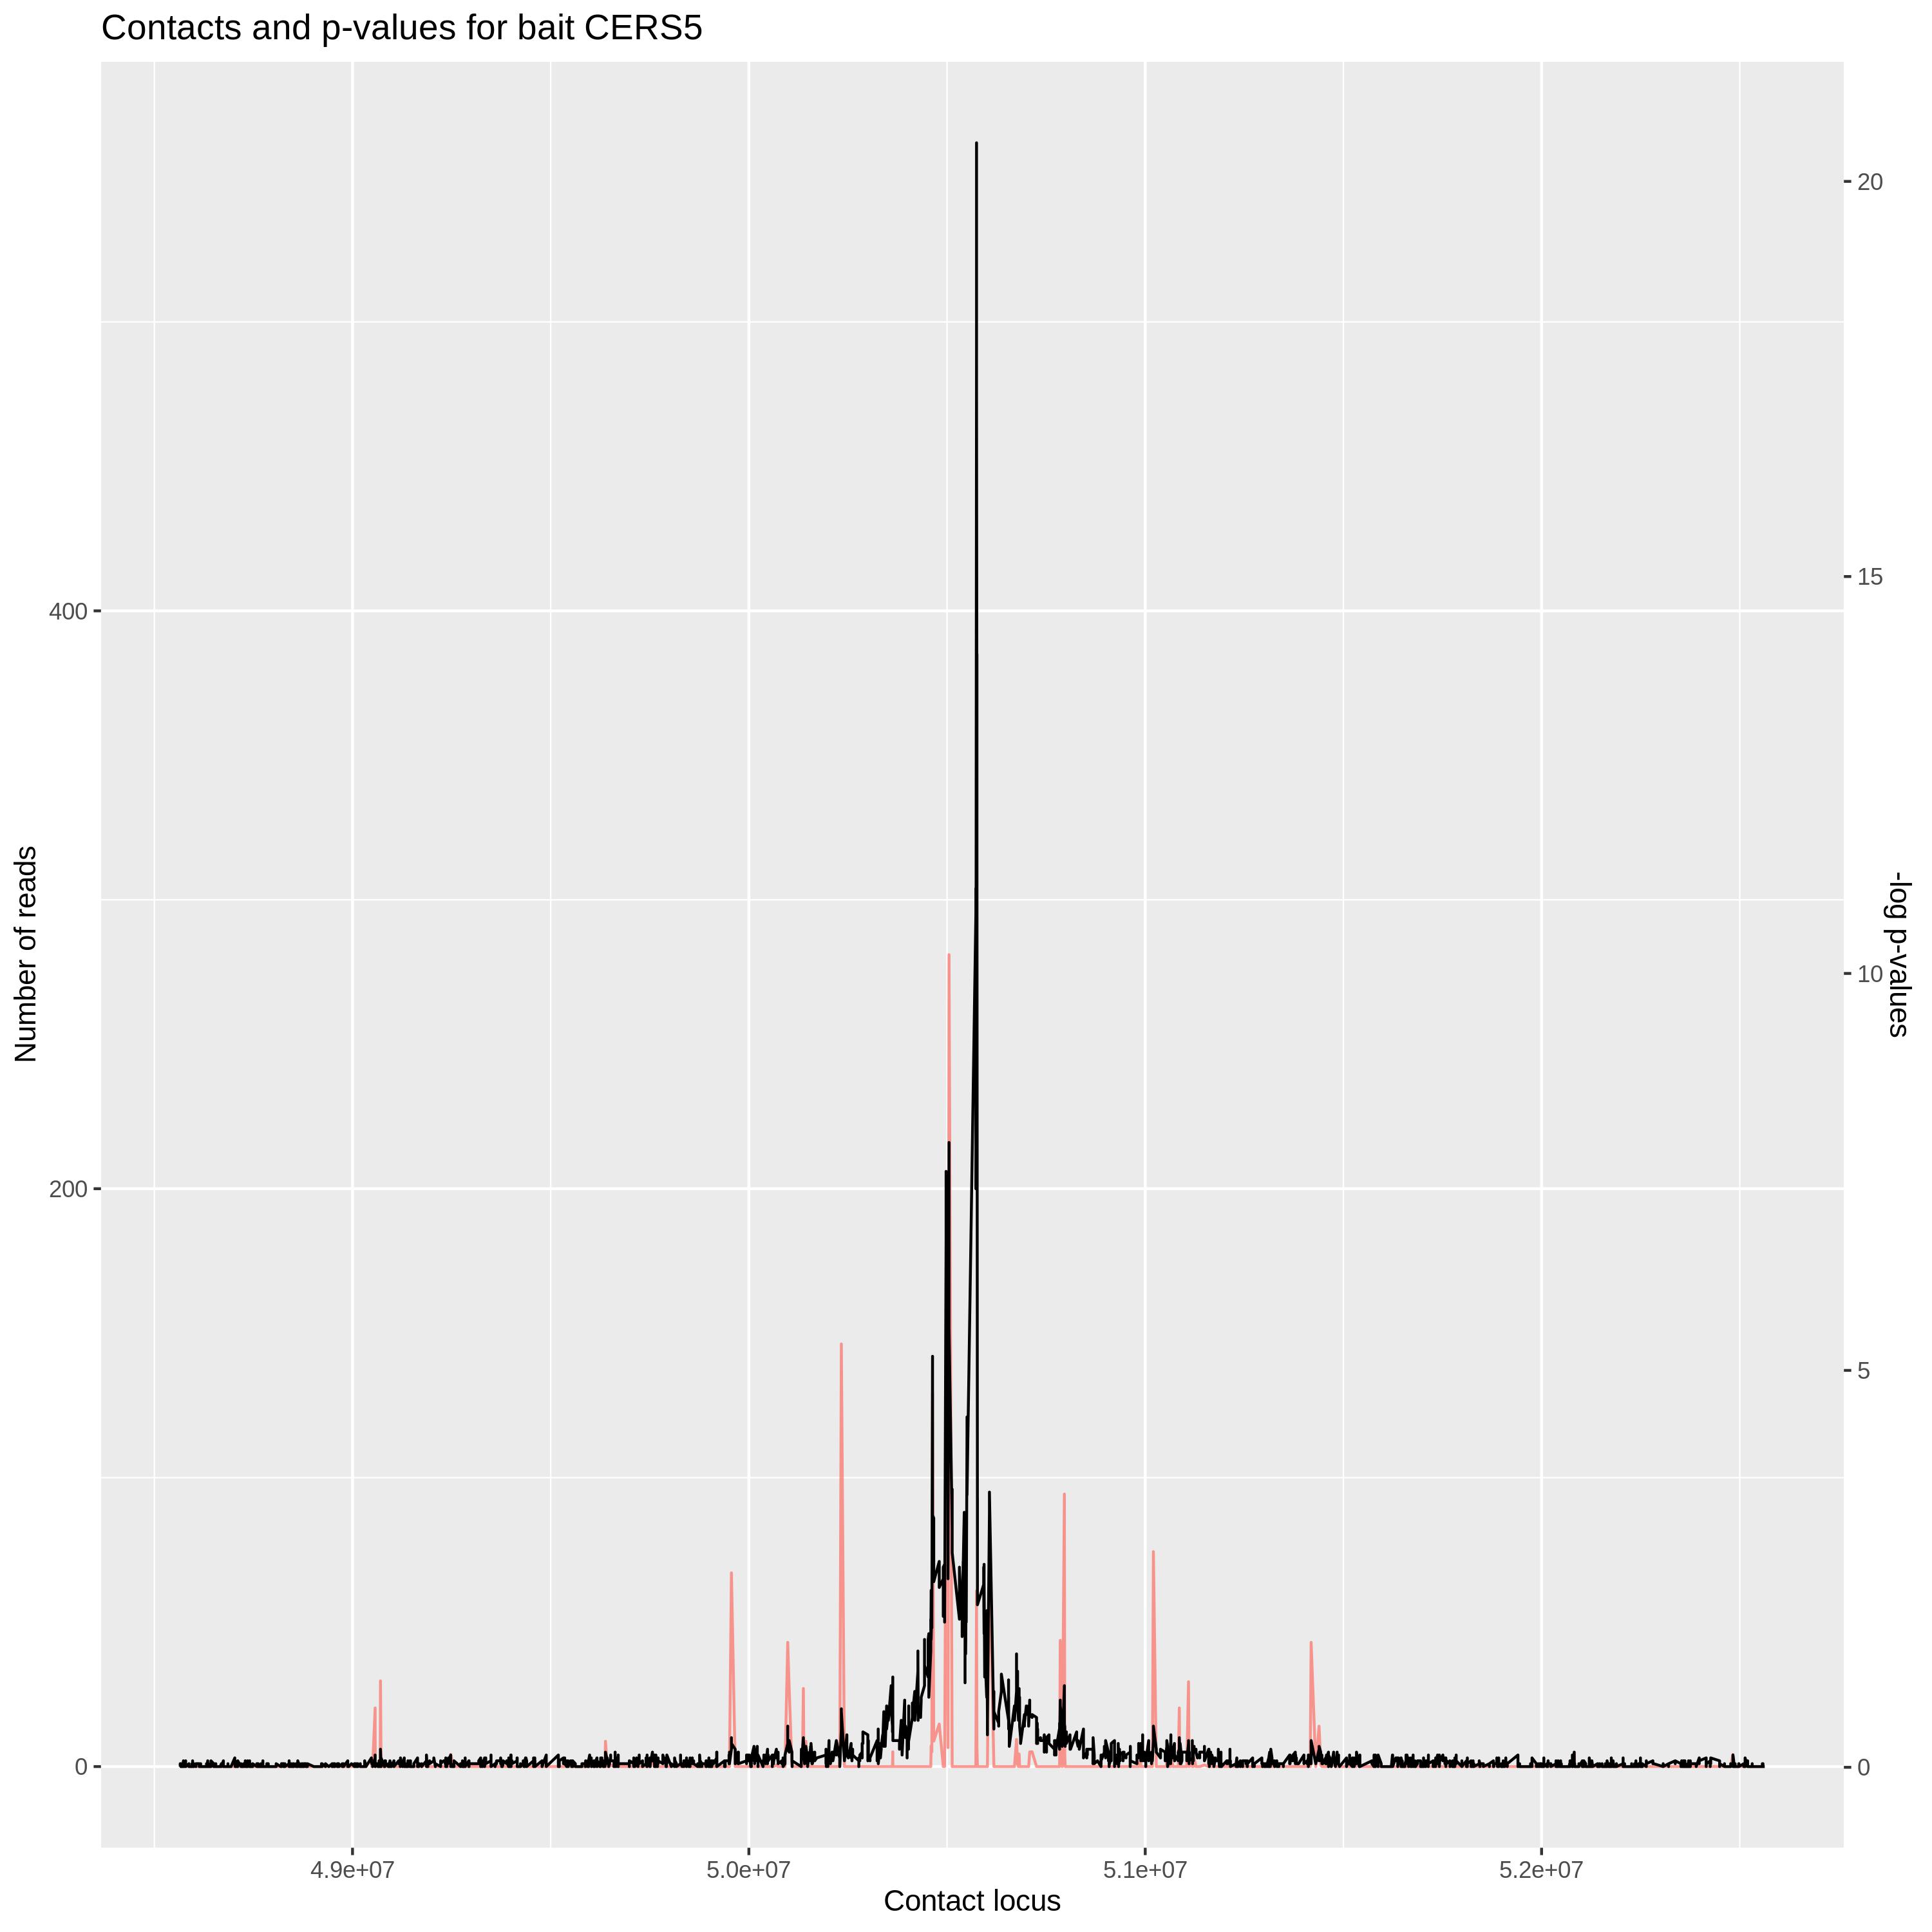 Contacts and p-values for bait CERS5
Number of reads
400
200
0
20
15
10
5
0
-log p-values
4.9e+07 5.0e+07 5.1e+07 5.2e+07
Contact locus